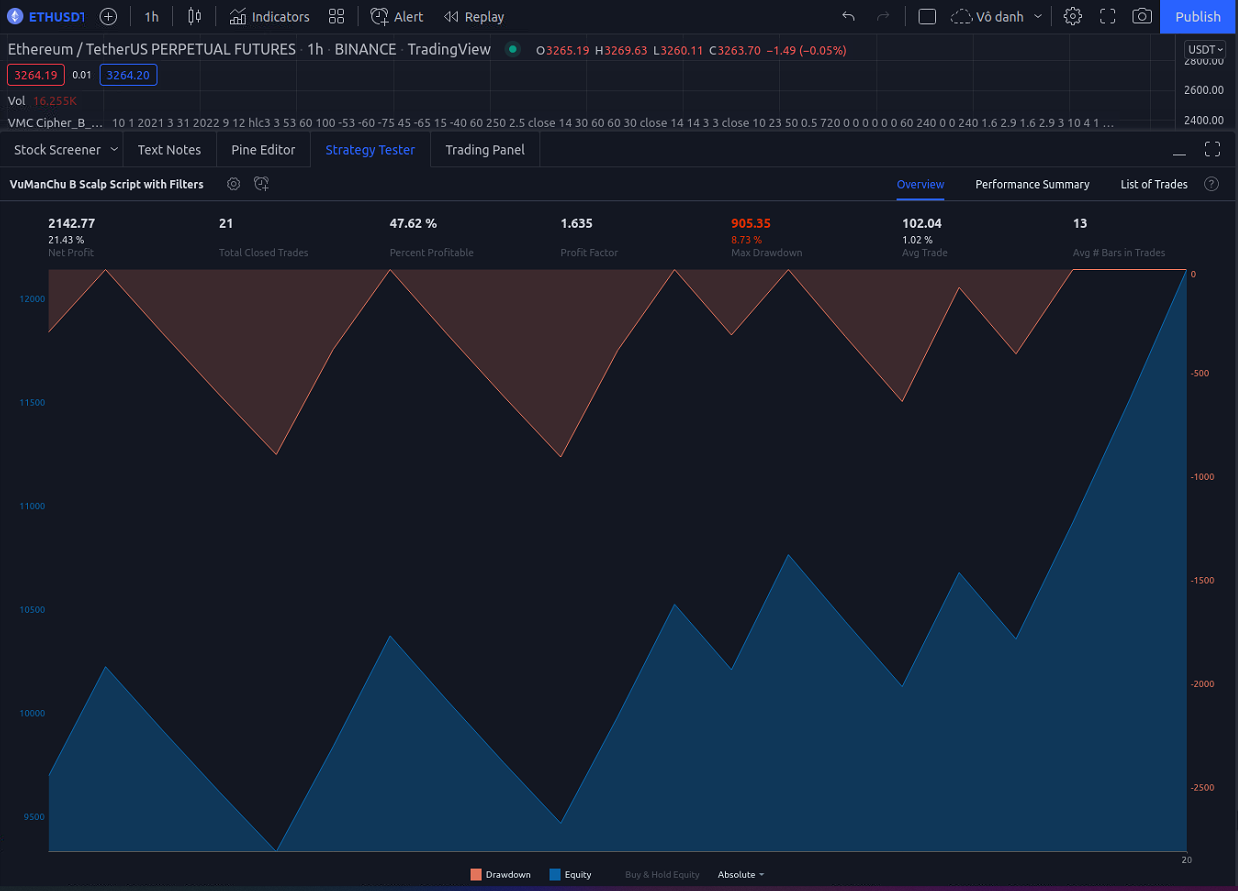 ETHUSDT 1h Indicators Alert Replay Vô danh Publish
Ethereum / TetherUS PERPETUAL FUTURES · 1h · BINANCE · TradingView O3265.19 H3269.63 L3260.11 C3263.70 −1.49 (−0.05%) USDT
2800.00
3264.19 0.01 3264.20
2600.00
Vol 16.255K
VMC Cipher_B_... 10 1 2021 3 31 2022 9 12 hlc3 3 53 60 100 -53 -60 -75 45 -65 15 -40 60 250 2.5 close 14 30 60 60 30 close 14 14 3 3 close 10 23 50 0.5 720 0 0 0 0 0 60 240 0 0 240 1.6 2.9 1.6 2.9 3 10 4 1 ...
2400.00
Stock Screener Text Notes Pine Editor Strategy Tester Trading Panel
VuManChu B Scalp Script with Filters Overview Performance Summary List of Trades ?
2142.77 21 47.62 % 1.635 905.35 102.04 13
21.43 % 8.73 % 1.02 %
Net Profit Total Closed Trades Percent Profitable Profit Factor Max Drawdown Avg Trade Avg # Bars in Trades
0
12000
-500
11500
-1000
11000
-1500
10500
-2000
10000
-2500
9500
20
Drawdown Equity Buy & Hold Equity Absolute